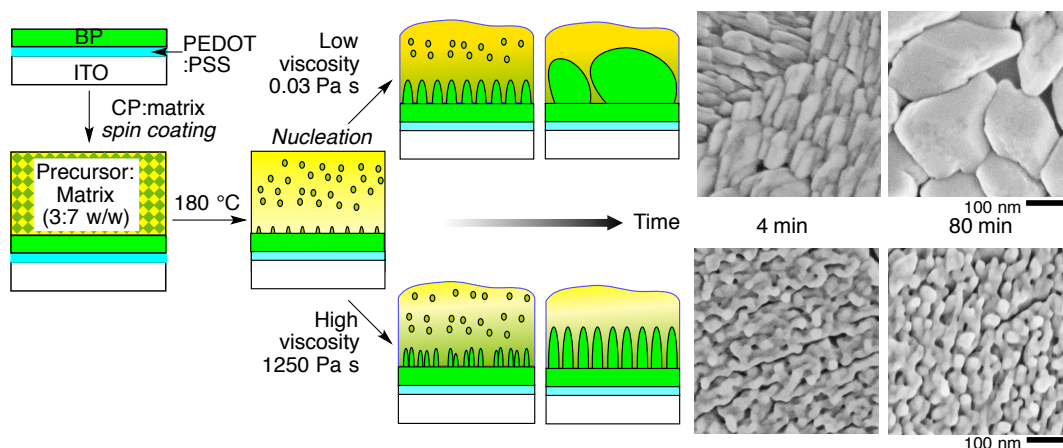 BP
PEDOT
:PSS
ITO
CP:matrix
spin coating
Precursor:
Matrix
(3:7 w/w)
180 °C
Nucleation
Low
viscosity
0.03 Pa s
High
viscosity
1250 Pa s
Time
4 min
80 min
100 nm
100 nm